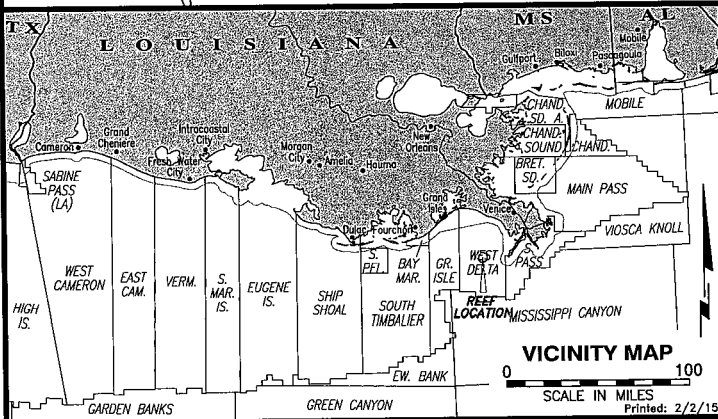 TX
LOUISIANA
MS
AL
Mobile
Gulfport
Biloxi
Pascagoula
MOBILE
CHAND.
SD. A.
CHAND.
SOUND
CHAND.
BRET.
SD.
MAIN PASS
VIOSCA KNOLL
Cameron
Grand
Cheniere
Intracoastal
City
Fresh Water
City
Morgan
City
Amelia
Houma
New
Orleans
Dulac
Fourchon
Grand
Isle
Venice
SABINE
PASS
(LA)
HIGH
IS.
WEST
CAMERON
EAST
CAM.
VERM.
S.
MAR.
IS.
EUGENE
IS.
SHIP
SHOAL
S.
PEL.
BAY
MAR.
SOUTH
TIMBALIER
GR.
ISLE
WEST
DELTA
S.
PASS
REEF
LOCATION
MISSISSIPPI CANYON
EW. BANK
GARDEN BANKS
GREEN CANYON
VICINITY MAP
0 100
SCALE IN MILES
Printed: 2/2/15